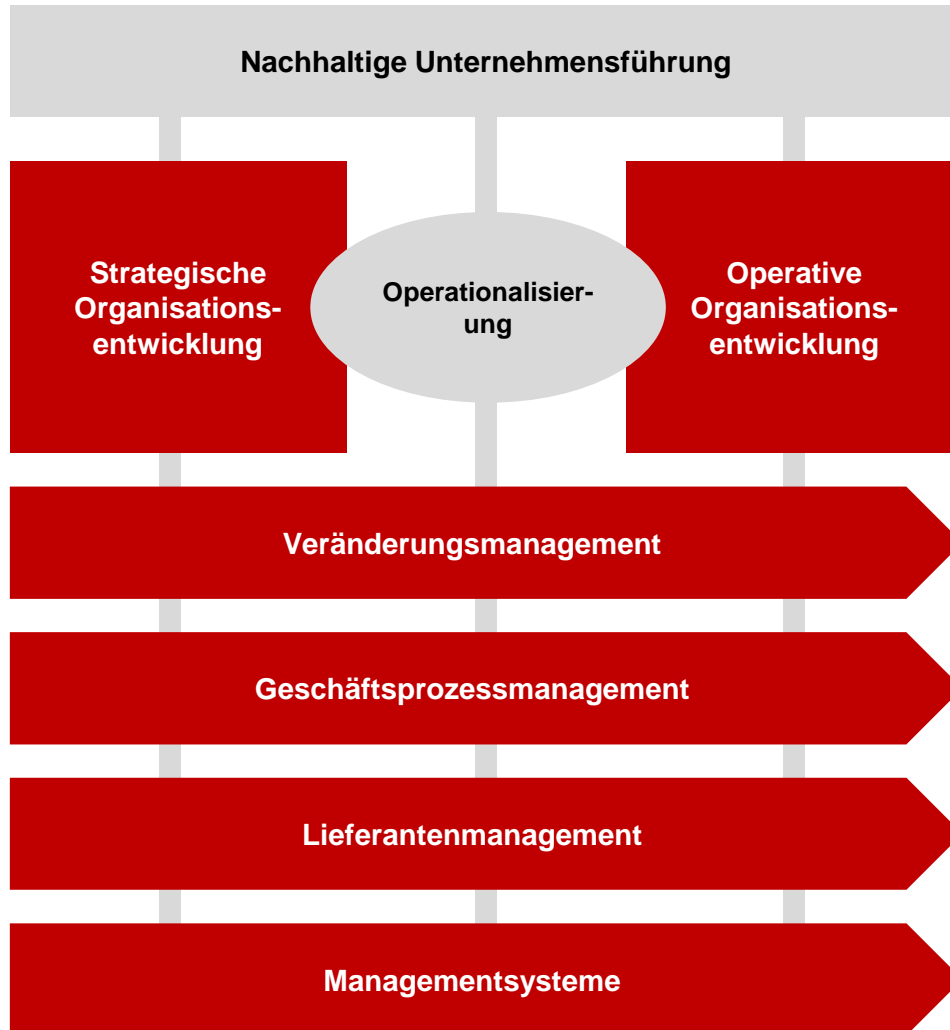 Nachhaltige Unternehmensführung
Strategische
Organisations-
entwicklung
Operationalisier-
ung
Operative
Organisations-
entwicklung
Veränderungsmanagement
Geschäftsprozessmanagement
Lieferantenmanagement
Managementsysteme